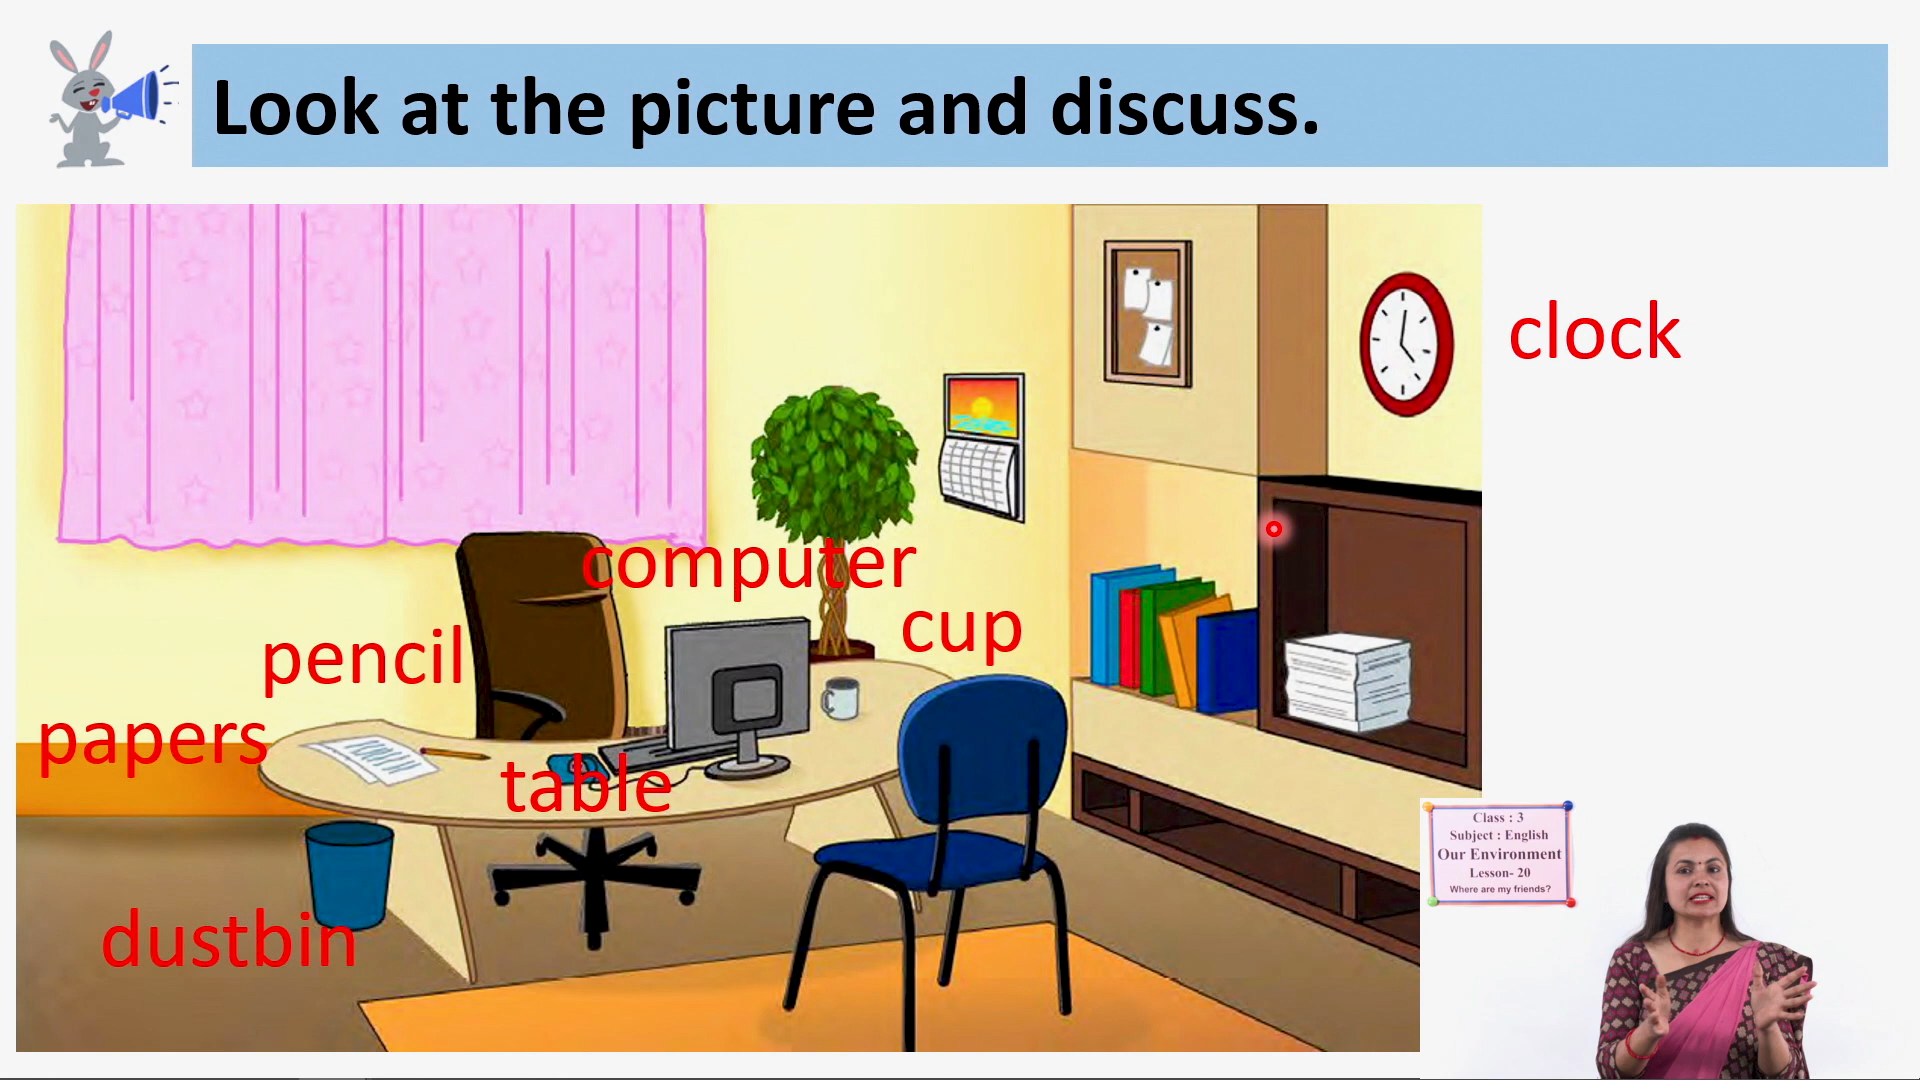 Look at the picture and discuss.
clock
computer
cup
pencil
papers
table
dustbin
Class : 3
Subject : English
Our Environment
Lesson- 20
Where are my friends?